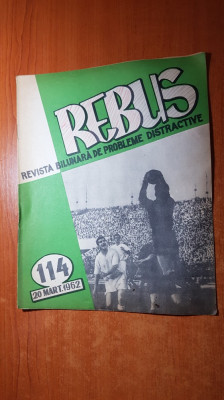 REBUS
REVISTA BILUNARĂ DE PROBLEME DISTRACTIVE
114
20 MART. 1962